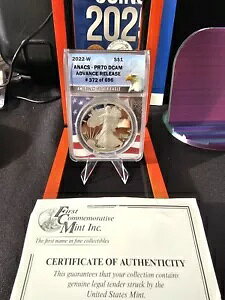 202
2022-W $1
ANACS - PR70 DCAM
ADVANCE RELEASE
# 372 of 696
First
Commemorative
Mint Inc.
The first name in fine collectibles
CERTIFICATE OF AUTHENTICITY
This guarantees that your collection contains
genuine legal tender struck by the
United States Mint.